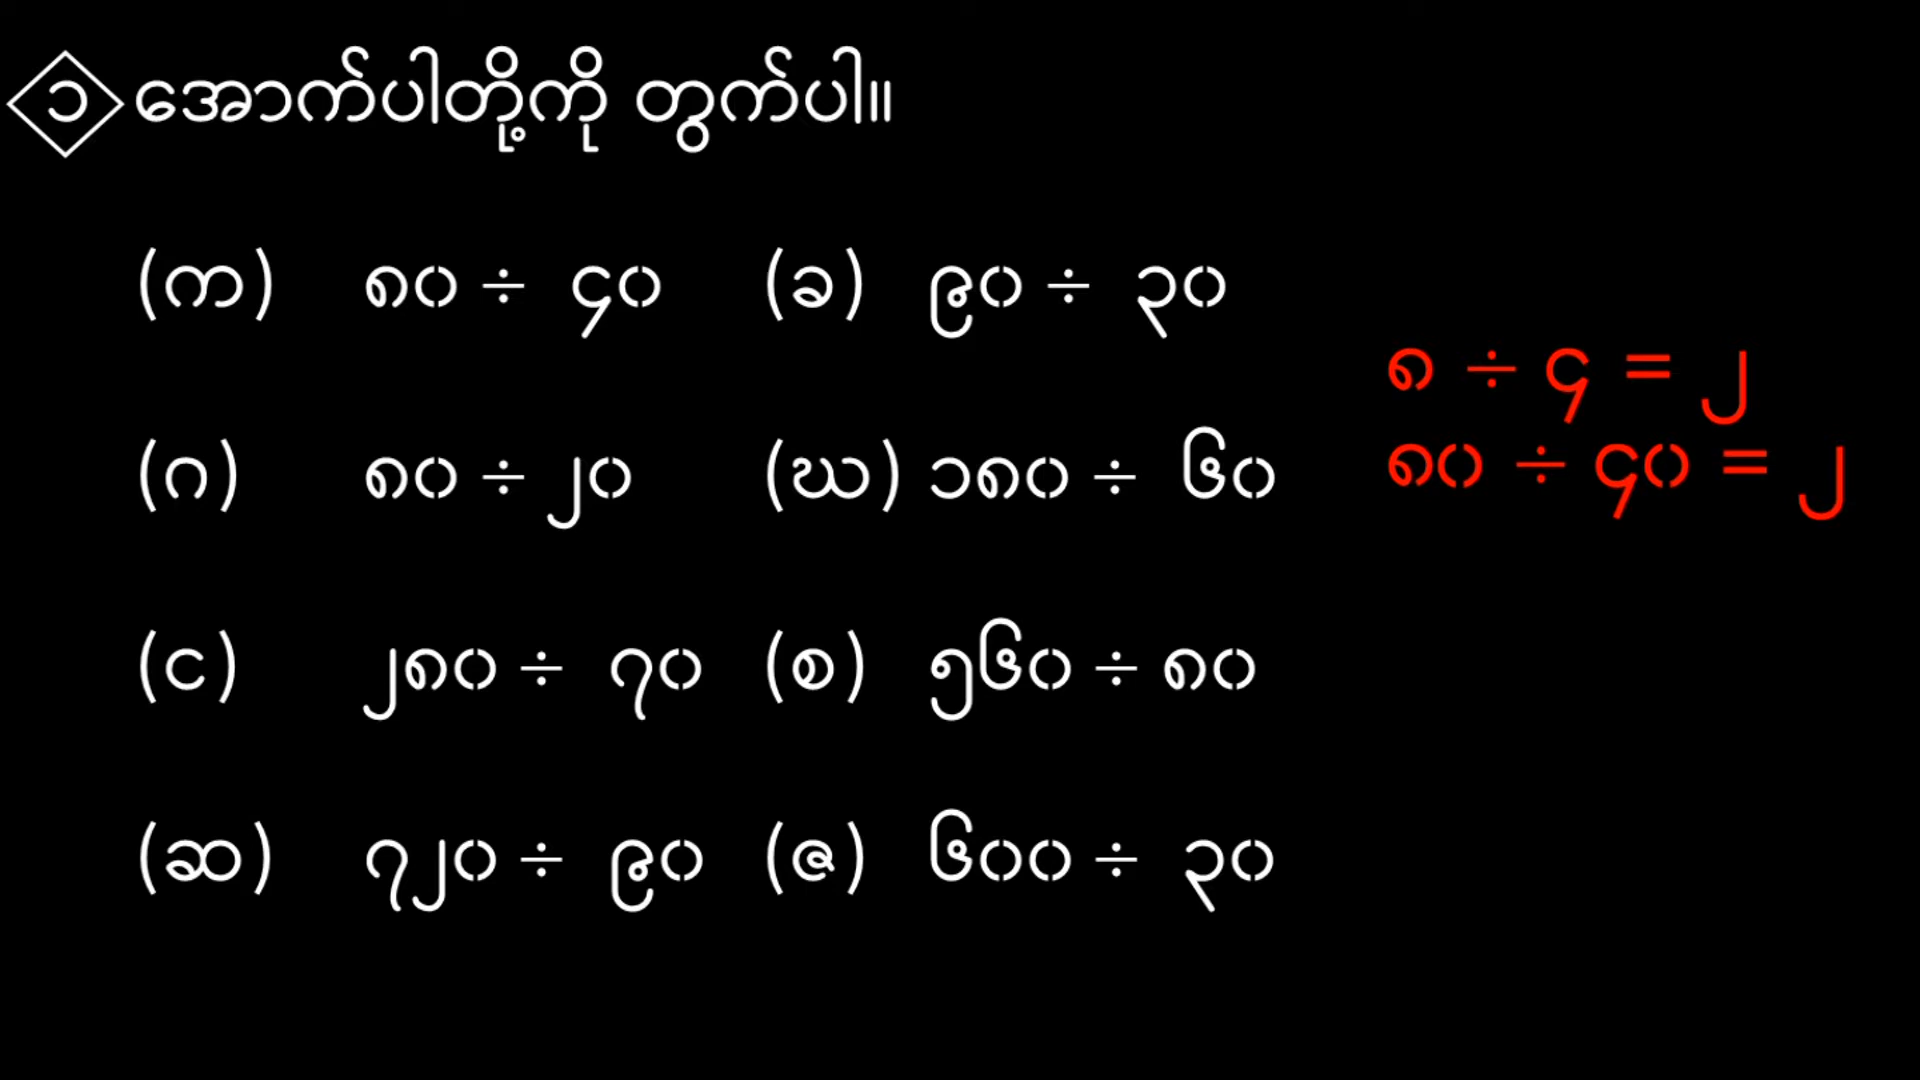 ၁ အောက်ပါတို့ကို တွက်ပါ။
(က) ၈၀ ÷ ၄၀ (ခ) ၉၀ ÷ ၃၀
၈ ÷ ၄ = ၂
(ဂ) ၈၀ ÷ ၂၀ (ဃ) ၁၈၀ ÷ ၆၀
၈၀ ÷ ၄၀ = ၂
(င) ၂၈၀ ÷ ၇၀ (စ) ၅၆၀ ÷ ၈၀
(ဆ) ၇၂၀ ÷ ၉၀ (ဇ) ၆၀၀ ÷ ၃၀